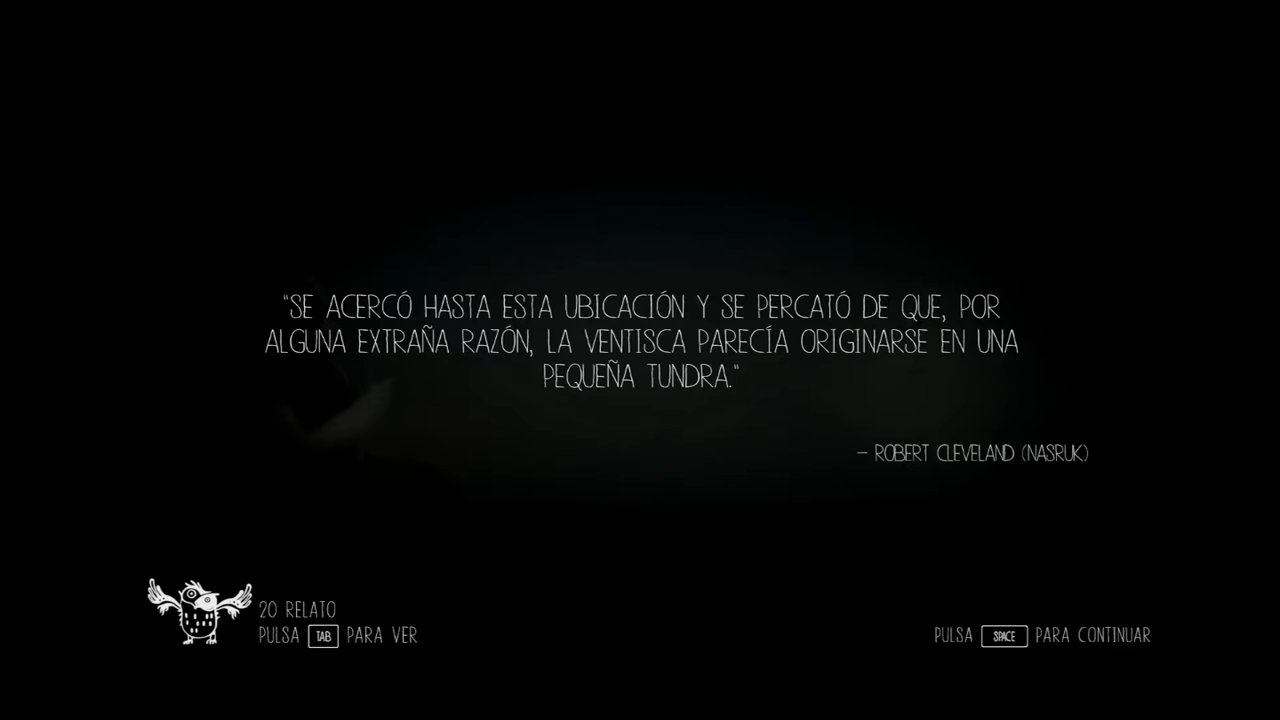 "SE ACERCÓ HASTA ESTA UBICACIÓN Y SE PERCATÓ DE QUE, POR
ALGUNA EXTRAÑA RAZÓN, LA VENTISCA PARECÍA ORIGINARSE EN UNA
PEQUEÑA TUNDRA."
– ROBERT CLEVELAND (NASRUK)
20 RELATO
PULSA TAB PARA VER
PULSA SPACE PARA CONTINUAR